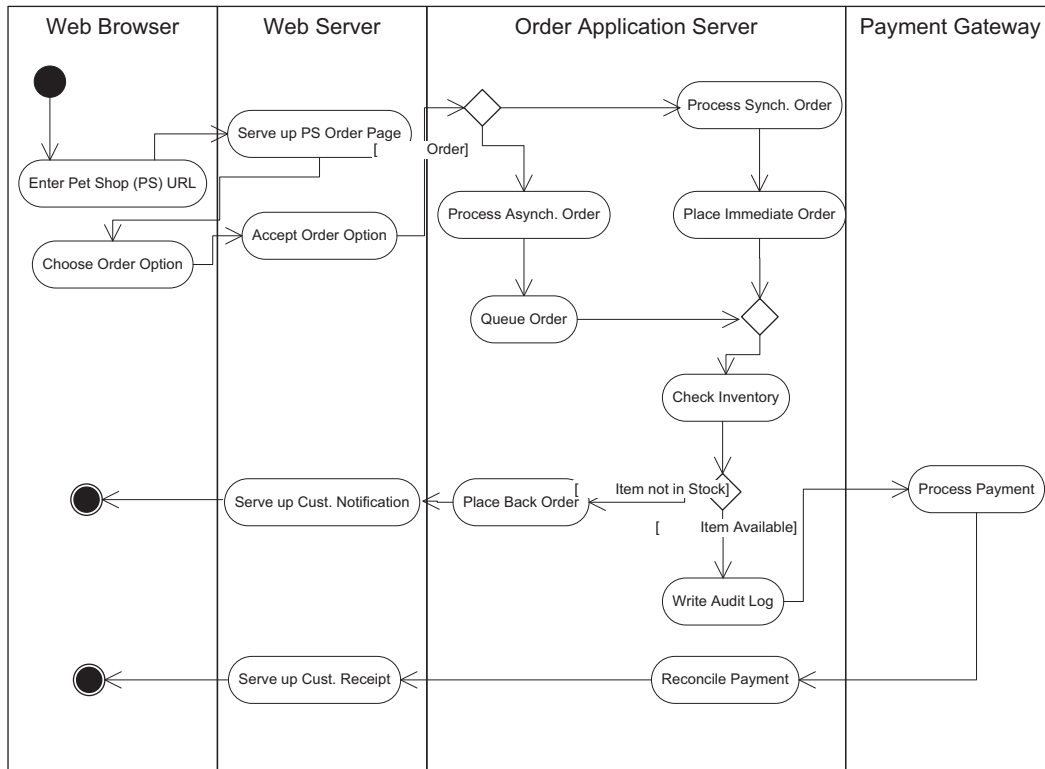 Web Browser
Web Server
Order Application Server
Payment Gateway
Process Synch. Order
Serve up PS Order Page
[ Order]
Enter Pet Shop (PS) URL
Process Asynch. Order
Place Immediate Order
Accept Order Option
Choose Order Option
Queue Order
Check Inventory
Serve up Cust. Notification
Place Back Order
[ Item not in Stock]
Process Payment
[ Item Available]
Write Audit Log
Serve up Cust. Receipt
Reconcile Payment